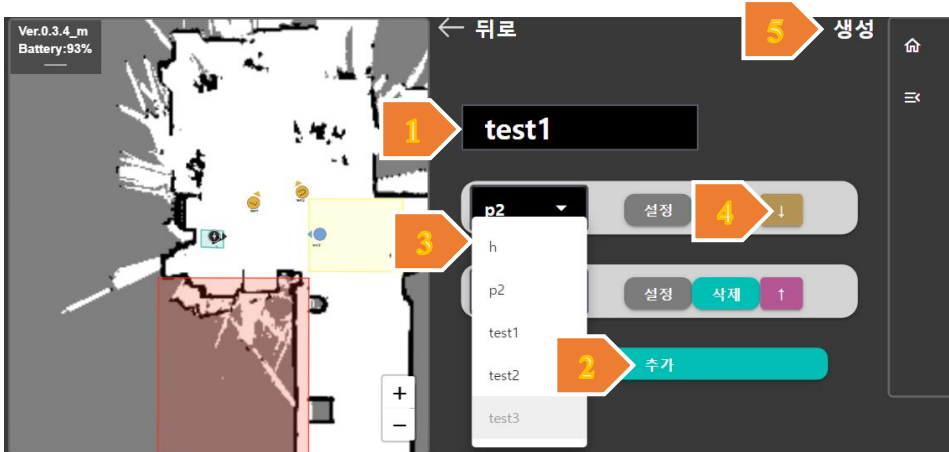 Ver.0.3.4_m
Battery:93%
뒤로
5
생성
1
test1
p2
설정
4
↓
3
h
p2
test1
test2
test3
설정
삭제
↑
2
추가
+
−